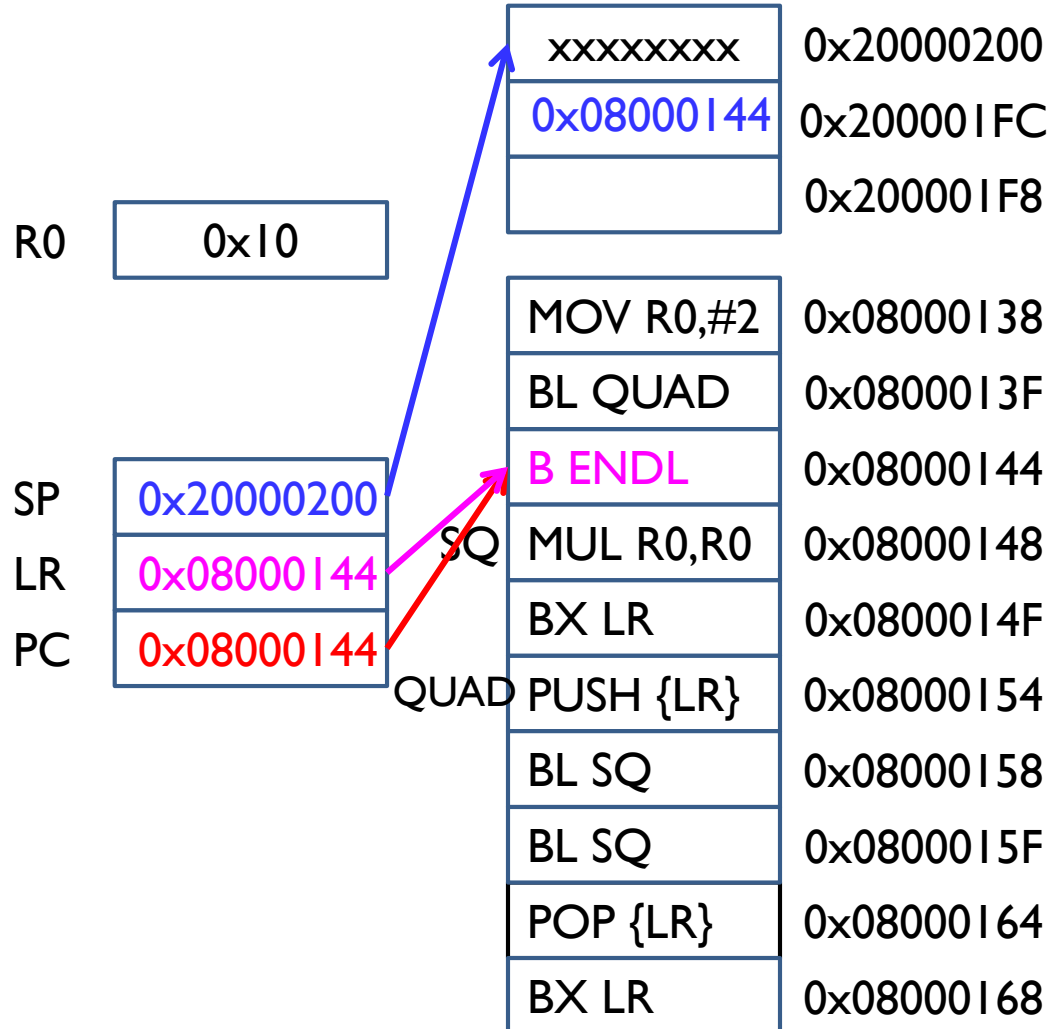 xxxxxxxx 0x20000200
0x08000144 0x200001FC
0x200001F8
R0 0x10
MOV R0,#2 0x08000138
BL QUAD 0x0800013F
B ENDL 0x08000144
SP 0x20000200
SQ MUL R0,R0 0x08000148
LR 0x08000144
BX LR 0x0800014F
PC 0x08000144
QUAD PUSH {LR} 0x08000154
BL SQ 0x08000158
BL SQ 0x0800015F
POP {LR} 0x08000164
BX LR 0x08000168